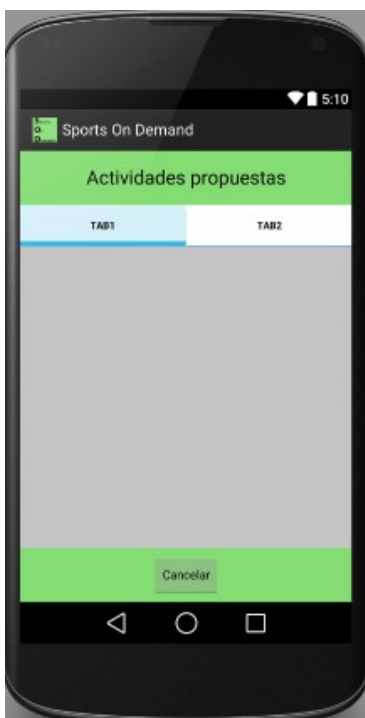 5:10
Sports On Demand
Actividades propuestas
TAB1 TAB2
Cancelar